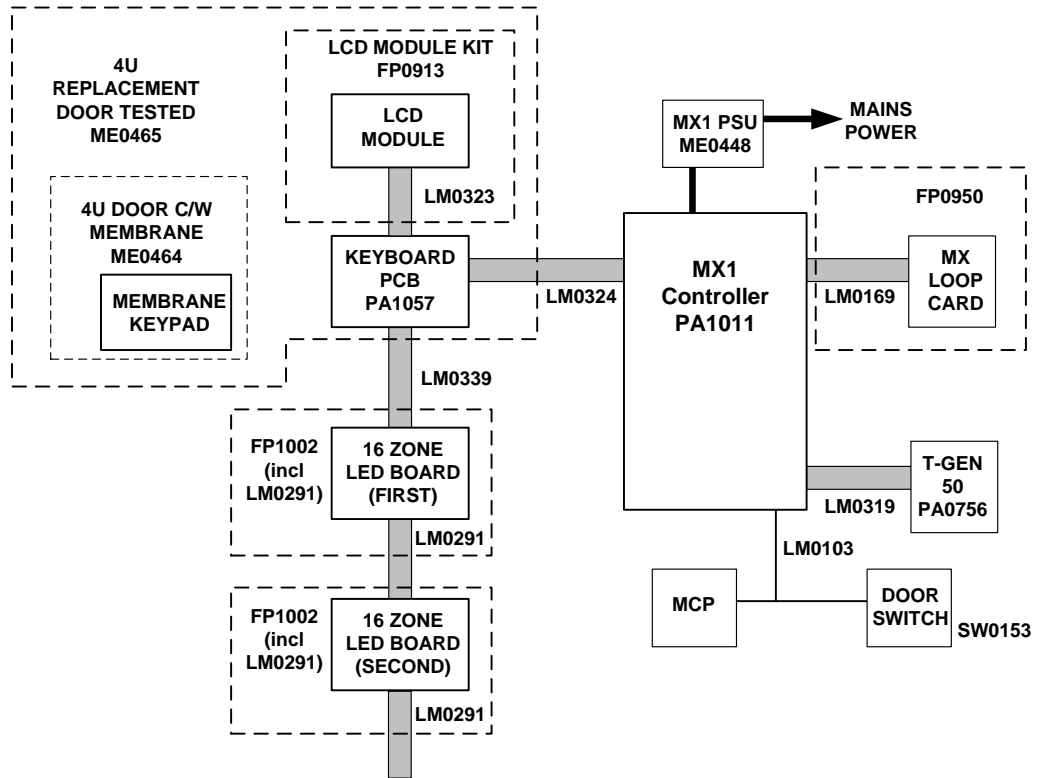 4U
REPLACEMENT
DOOR TESTED
ME0465
LCD MODULE KIT
FP0913
LCD
MODULE
LM0323
4U DOOR C/W
MEMBRANE
ME0464
MEMBRANE
KEYPAD
KEYBOARD
PCB
PA1057
LM0324
LM0339
MX1 PSU
ME0448
MAINS
POWER
MX1
Controller
PA1011
FP0950
MX
LOOP
CARD
LM0169
T-GEN
50
PA0756
LM0319
LM0103
MCP
DOOR
SWITCH
SW0153
FP1002
(incl
LM0291)
16 ZONE
LED BOARD
(FIRST)
LM0291
FP1002
(incl
LM0291)
16 ZONE
LED BOARD
(SECOND)
LM0291